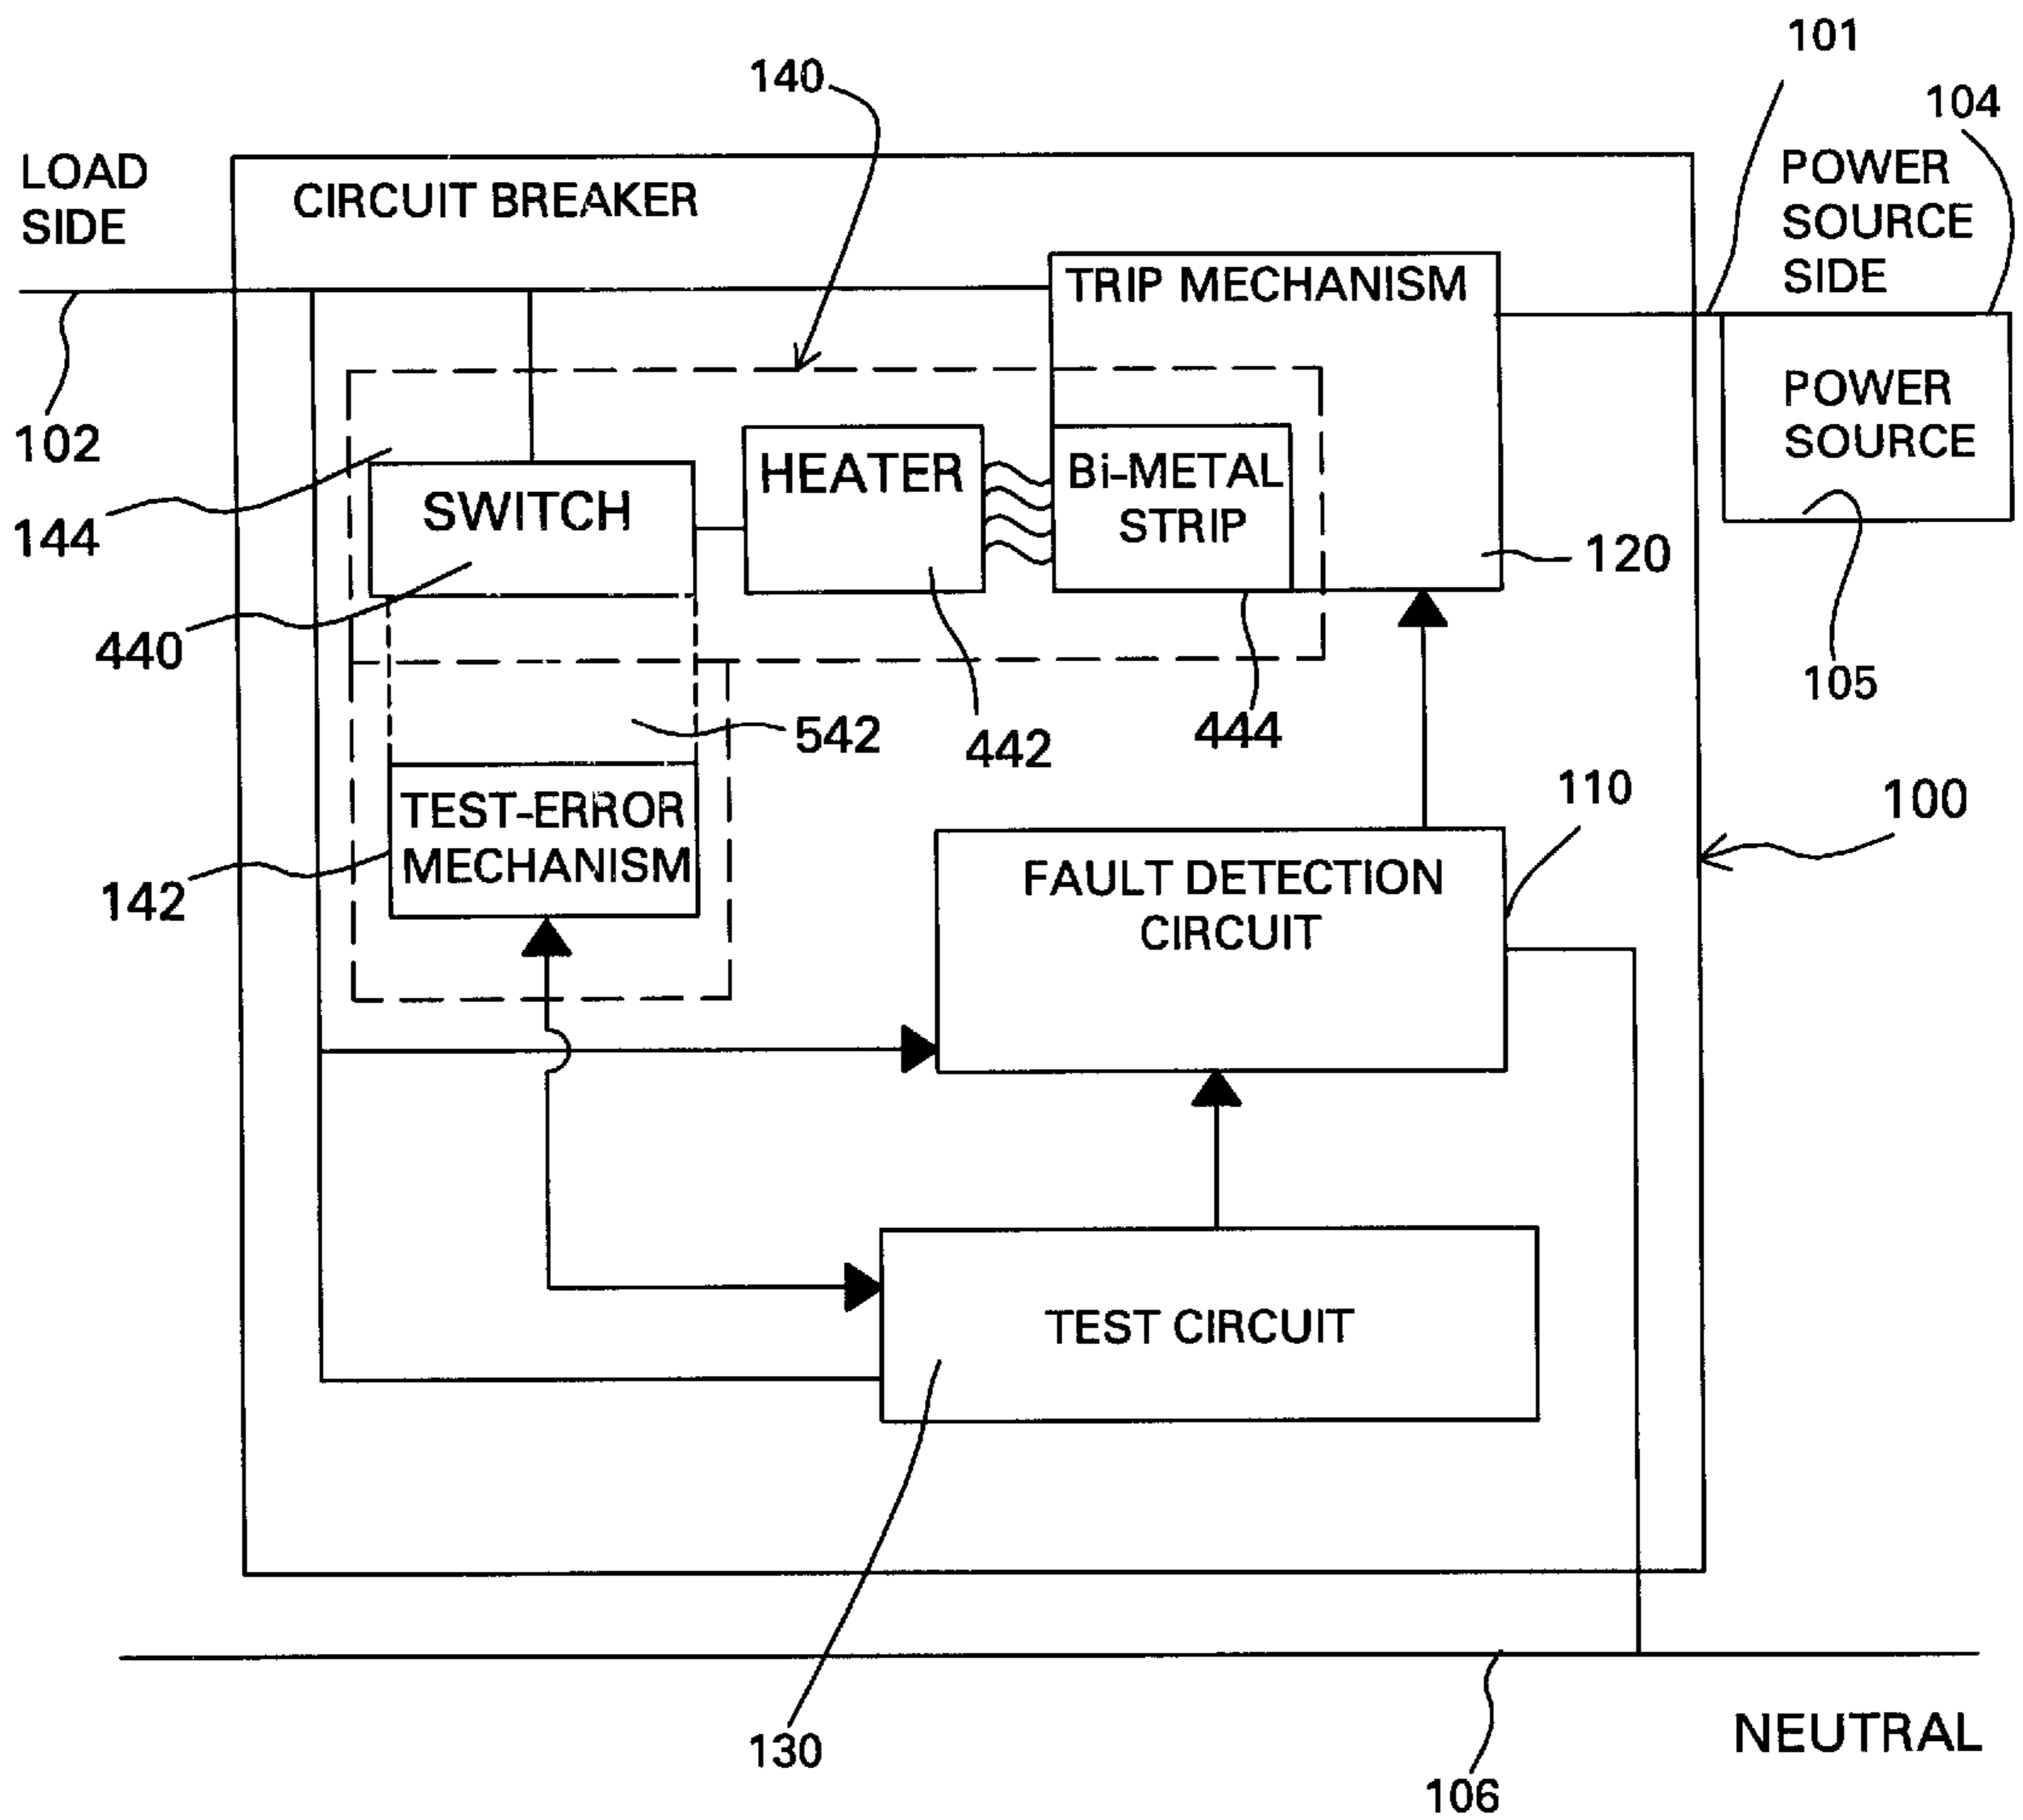 101
140
104
LOAD
SIDE
CIRCUIT BREAKER
POWER
SOURCE
SIDE
TRIP MECHANISM
102
POWER
SOURCE
HEATER
Bi-METAL
STRIP
SWITCH
144
120
440
105
542
442
444
TEST-ERROR
MECHANISM
142
110
100
FAULT DETECTION
CIRCUIT
TEST CIRCUIT
130
106
NEUTRAL